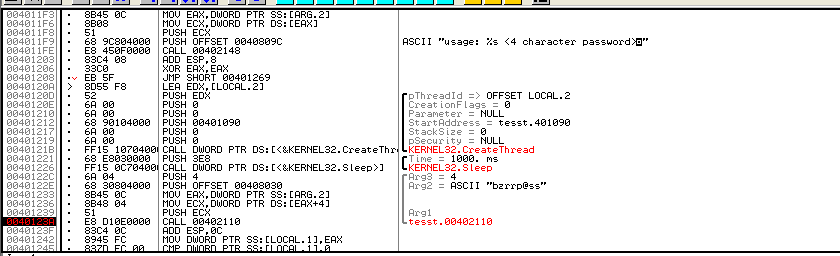 004011F3 8B45 0C MOV EAX,DWORD PTR SS:[ARG.2]
004011F6 8B08 MOV ECX,DWORD PTR DS:[EAX]
004011F8 51 PUSH ECX
004011F9 68 9C804000 PUSH OFFSET 0040809C ASCII "usage: %s <4 character password>◘"
004011FE E8 450F0000 CALL 00402148
00401203 83C4 08 ADD ESP,8
00401206 33C0 XOR EAX,EAX
00401208 EB 5F JMP SHORT 00401269
0040120A 8D55 F8 LEA EDX,[LOCAL.2]
0040120D 52 PUSH EDX pThreadId => OFFSET LOCAL.2
0040120E 6A 00 PUSH 0 CreationFlags = 0
00401210 6A 00 PUSH 0 Parameter = NULL
00401212 68 90104000 PUSH 00401090 StartAddress = tesst.401090
00401217 6A 00 PUSH 0 StackSize = 0
00401219 6A 00 PUSH 0 pSecurity = NULL
0040121B FF15 10704000 CALL DWORD PTR DS:[<&KERNEL32.CreateThr KERNEL32.CreateThread
00401221 68 E8030000 PUSH 3E8 Time = 1000. ms
00401226 FF15 0C704000 CALL DWORD PTR DS:[<&KERNEL32.Sleep>] KERNEL32.Sleep
0040122C 6A 04 PUSH 4 Arg3 = 4
0040122E 68 30804000 PUSH OFFSET 00408030 Arg2 = ASCII "bzrrp@ss"
00401233 8B45 0C MOV EAX,DWORD PTR SS:[ARG.2]
00401236 8B48 04 MOV ECX,DWORD PTR DS:[EAX+4]
00401239 51 PUSH ECX Arg1
0040123A E8 D10E0000 CALL 00402110 tesst.00402110
0040123F 83C4 0C ADD ESP,0C
00401242 8945 FC MOV DWORD PTR SS:[LOCAL.1],EAX
00401245 837D FC 00 CMP DWORD PTR SS:[LOCAL.1],0